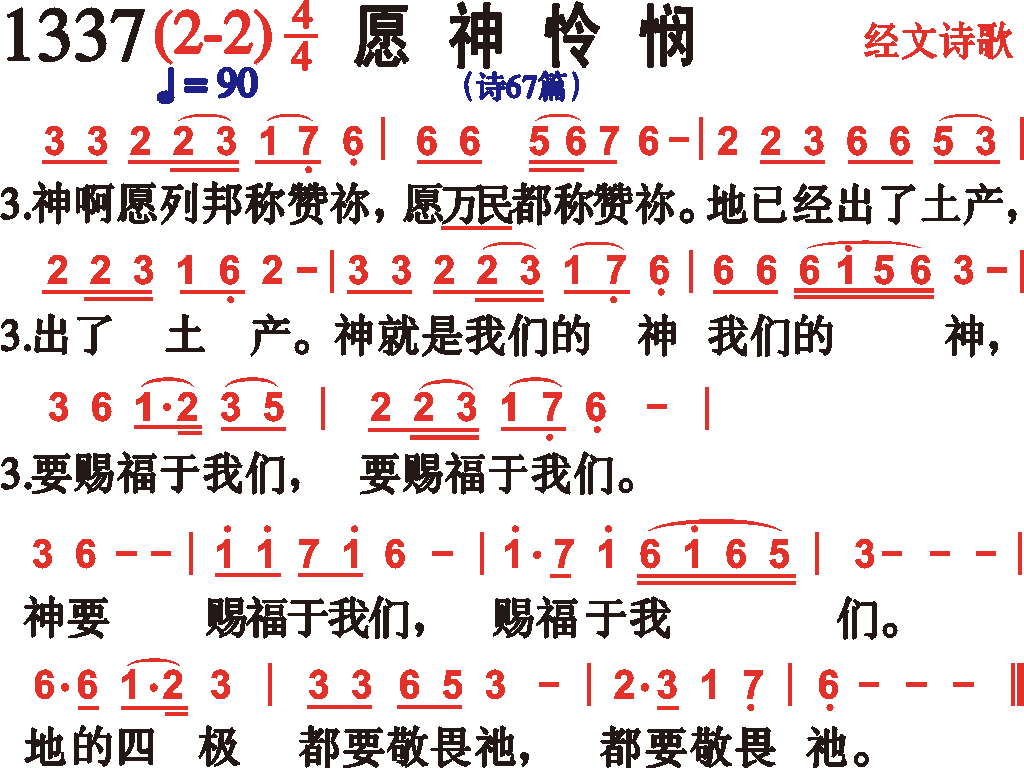 1337(2-2) 4/4 愿神怜悯 经文诗歌
♩=90 (诗67篇)
3 3 2 2 3 1 7̣ 6̣ | 6 6 5 6 7 6 - | 2 2 3 6 6 5 3 |
3.神啊愿列邦称赞祢，愿万民都称赞祢。地已经出了土产，
2 2 3 1 6̣ 2 - | 3 3 2 2 3 1 7̣ 6̣ | 6 6 6 1̇ 5 6 3 - |
3.出了 土 产。神就是我们的 神 我们的 神，
3 6 1·2 3 5 | 2 2 3 1 7̣ 6̣ - |
3.要赐福于我们， 要赐福于我们。
3 6 - - | 1̇ 1̇ 7 1̇ 6 - | 1̇·7 1̇ 6 1̇ 6 5 | 3 - - - |
神要 赐福于我们， 赐福于我 们。
6·6 1·2 3 | 3 3 6 5 3 - | 2·3 1 7̣ | 6̣ - - - ‖
地的四 极 都要敬畏祂， 都要敬畏 祂。